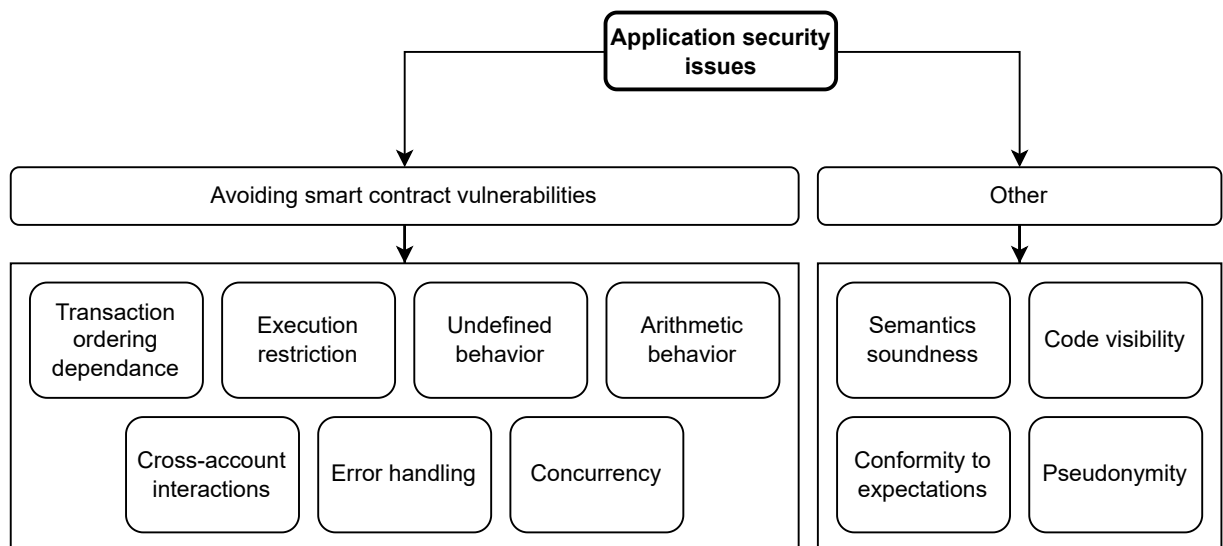 Application security
issues
Avoiding smart contract vulnerabilities
Other
Transaction
ordering
dependance
Execution
restriction
Undefined
behavior
Arithmetic
behavior
Cross-account
interactions
Error handling
Concurrency
Semantics
soundness
Code visibility
Conformity to
expectations
Pseudonymity